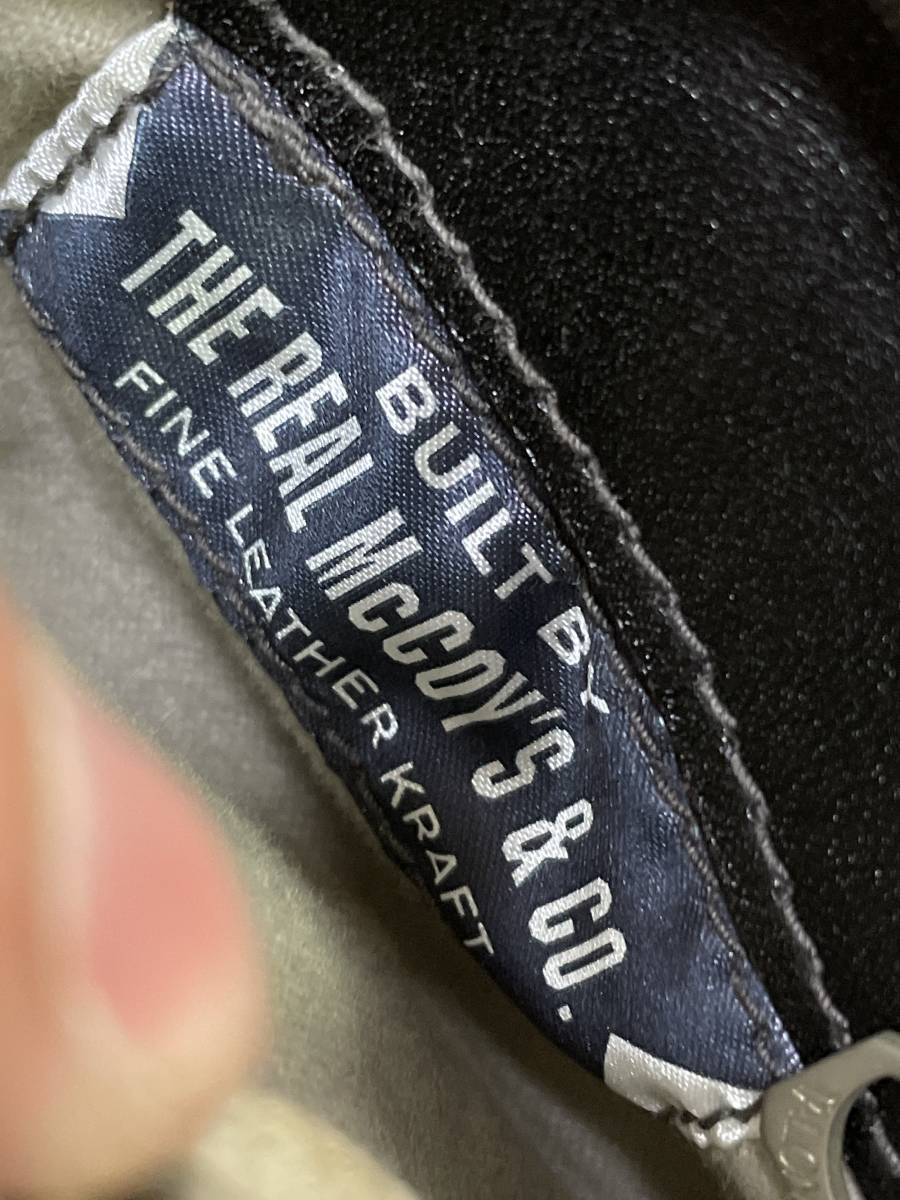 BUILT BY
THE REAL McCOY'S & CO.
FINE LEATHER KRAFT